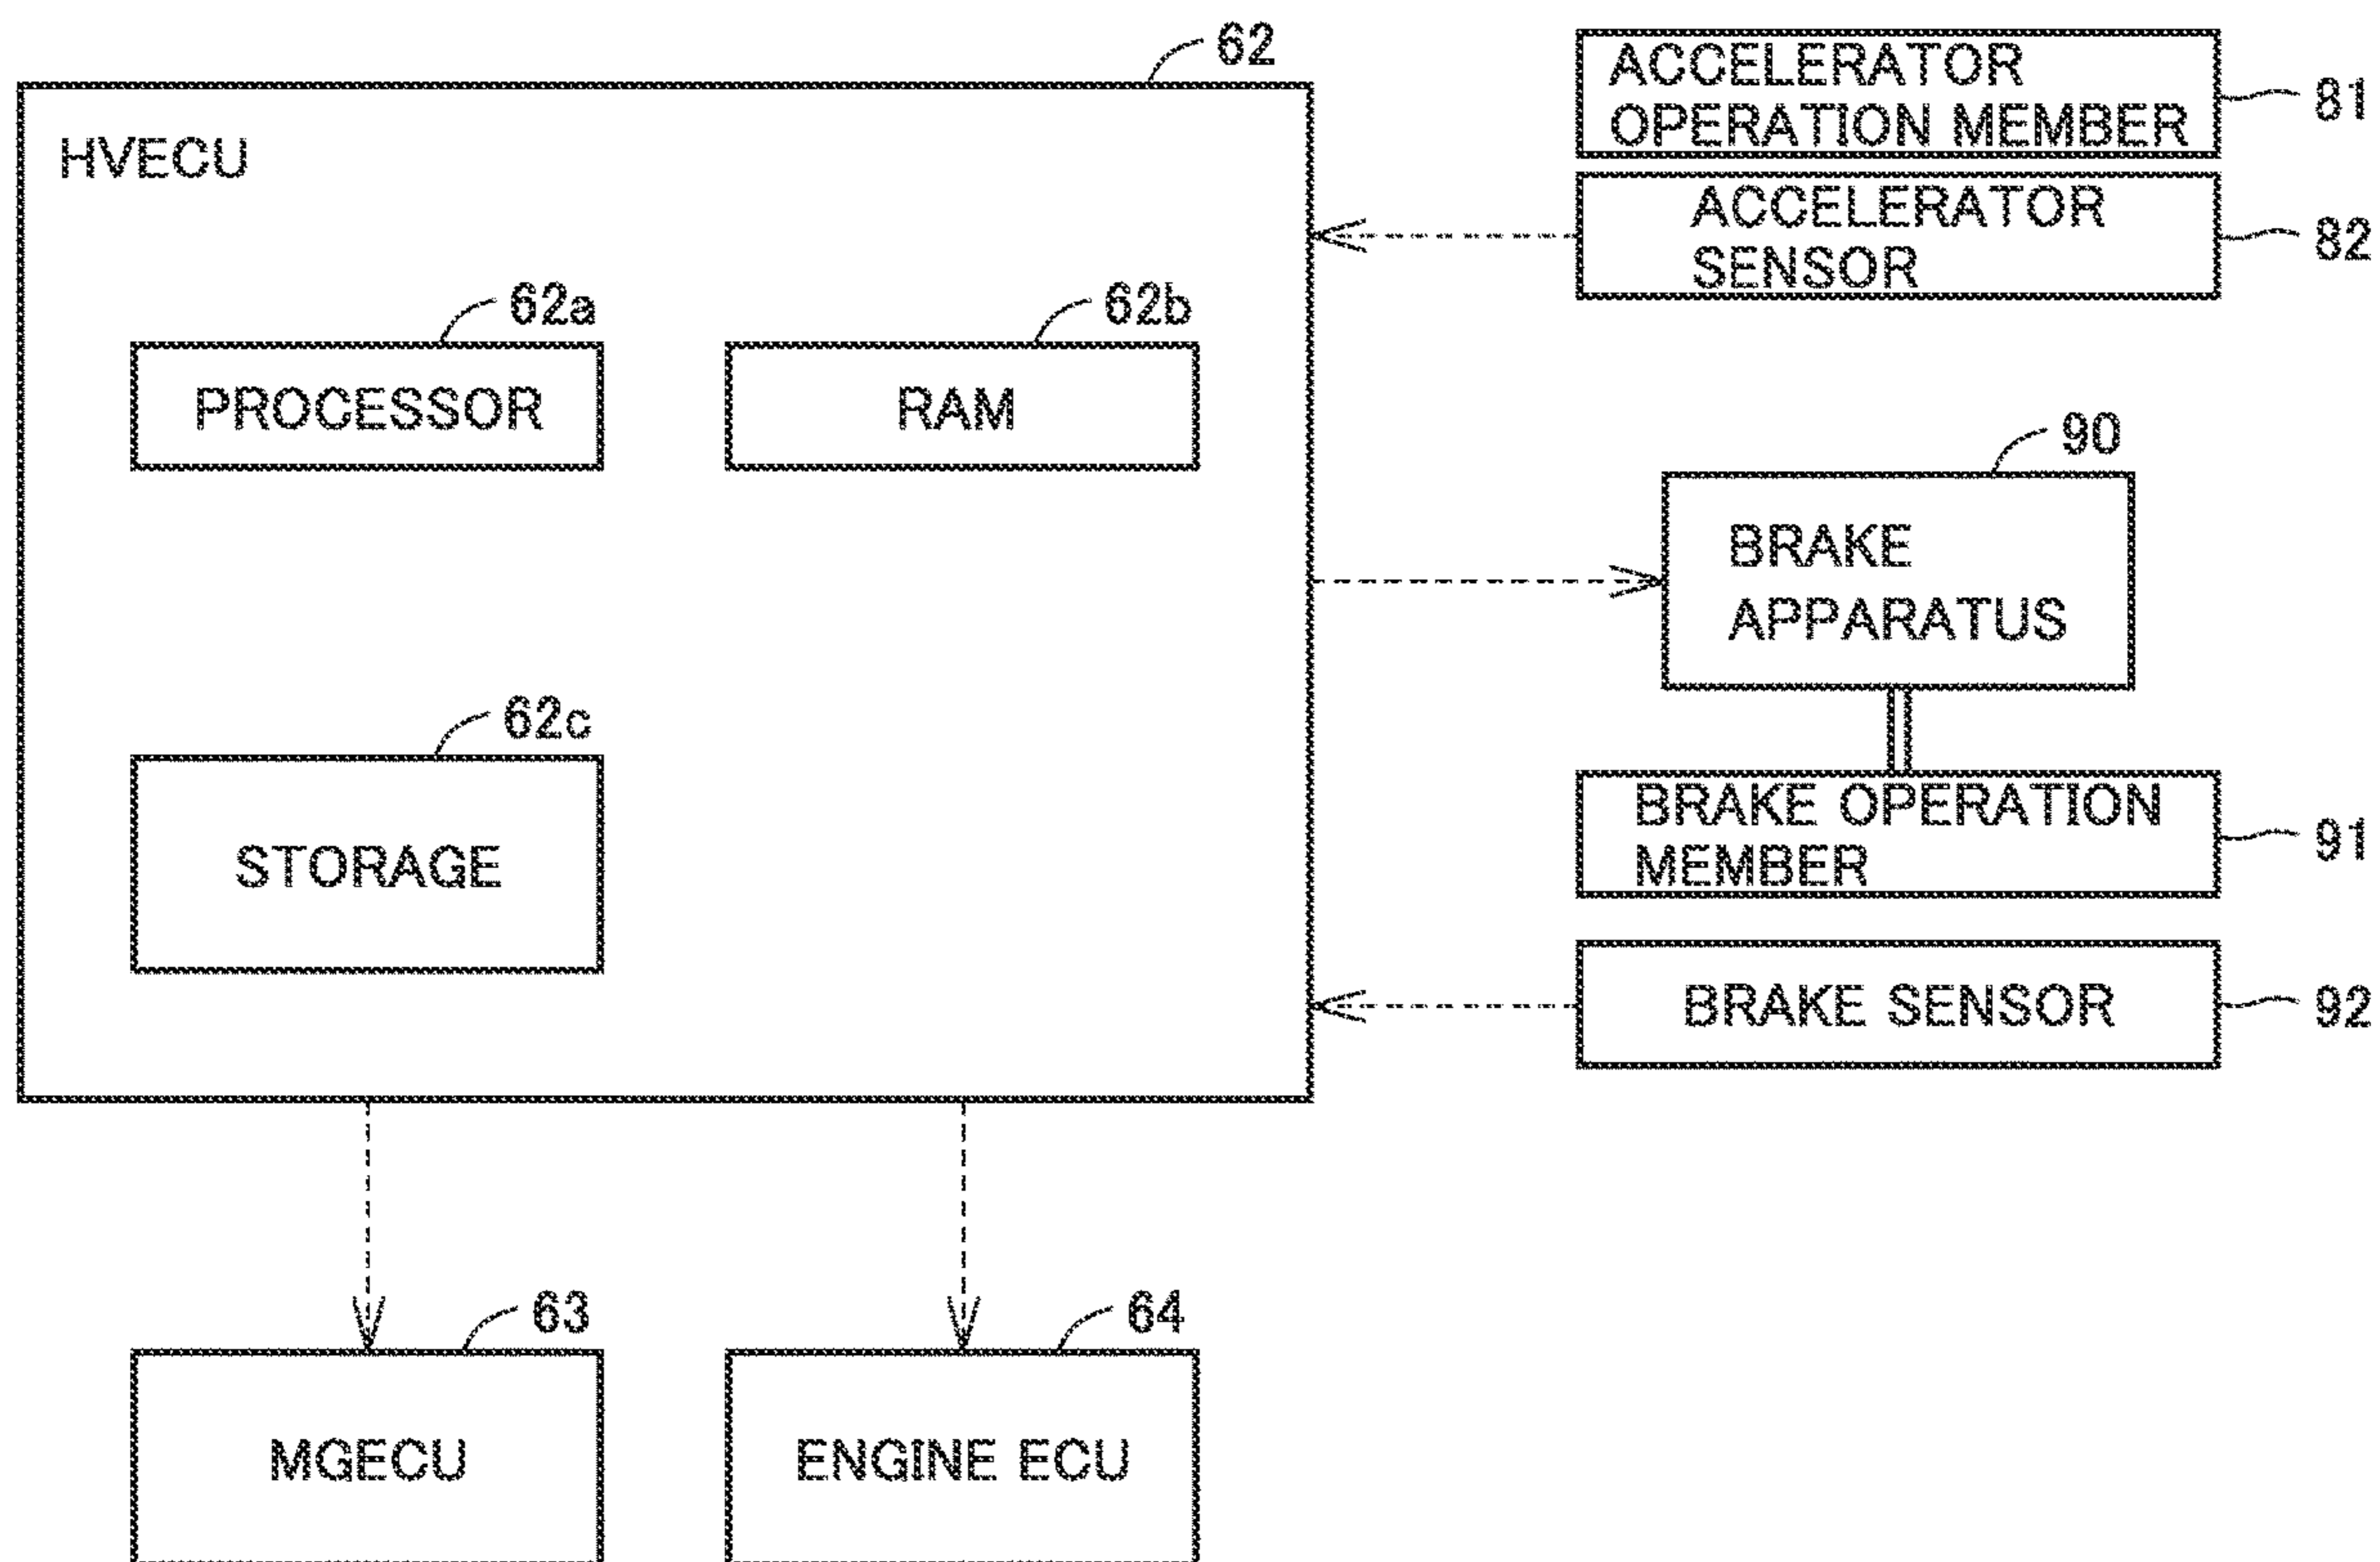 62
HVECU
62a
PROCESSOR
62b
RAM
62c
STORAGE
ACCELERATOR
OPERATION MEMBER
81
ACCELERATOR
SENSOR
82
90
BRAKE
APPARATUS
BRAKE OPERATION
MEMBER
91
BRAKE SENSOR
92
63
MGECU
64
ENGINE ECU